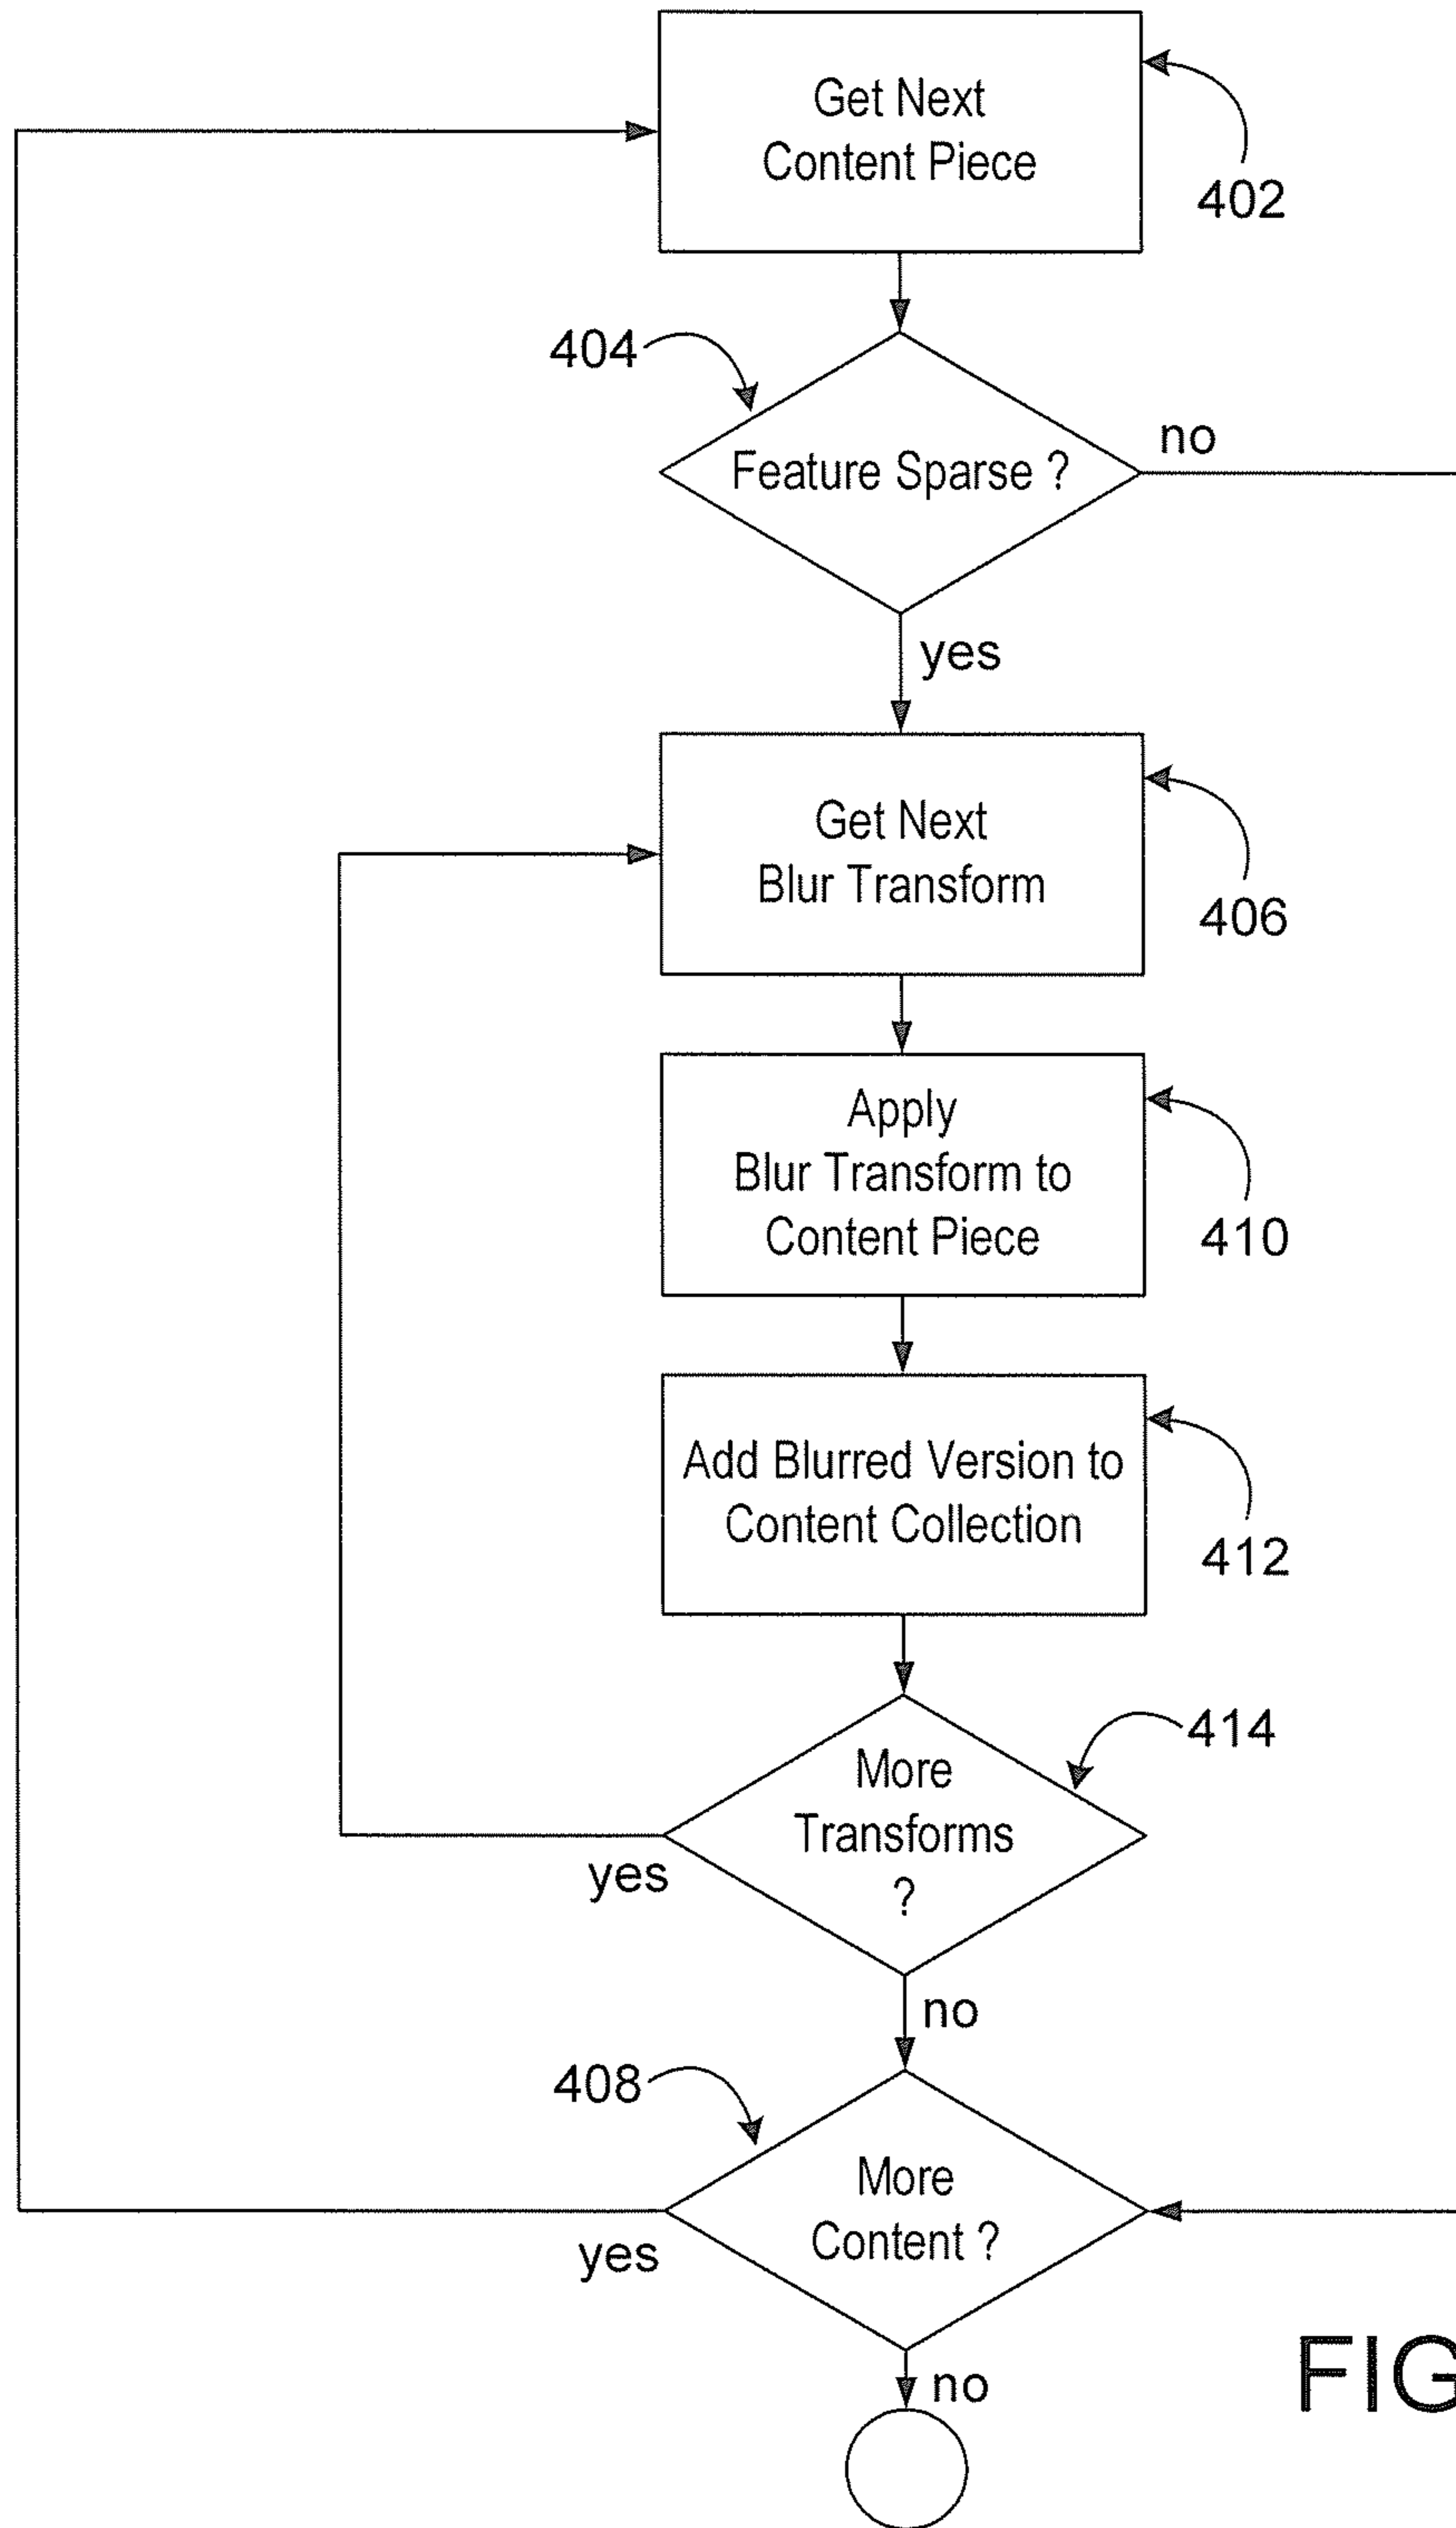 Get Next
Content Piece
402
404
Feature Sparse ?
no
yes
Get Next
Blur Transform
406
Apply
Blur Transform to
Content Piece
410
Add Blurred Version to
Content Collection
412
More
Transforms
?
414
yes
no
408
More
Content ?
yes
FIG
no